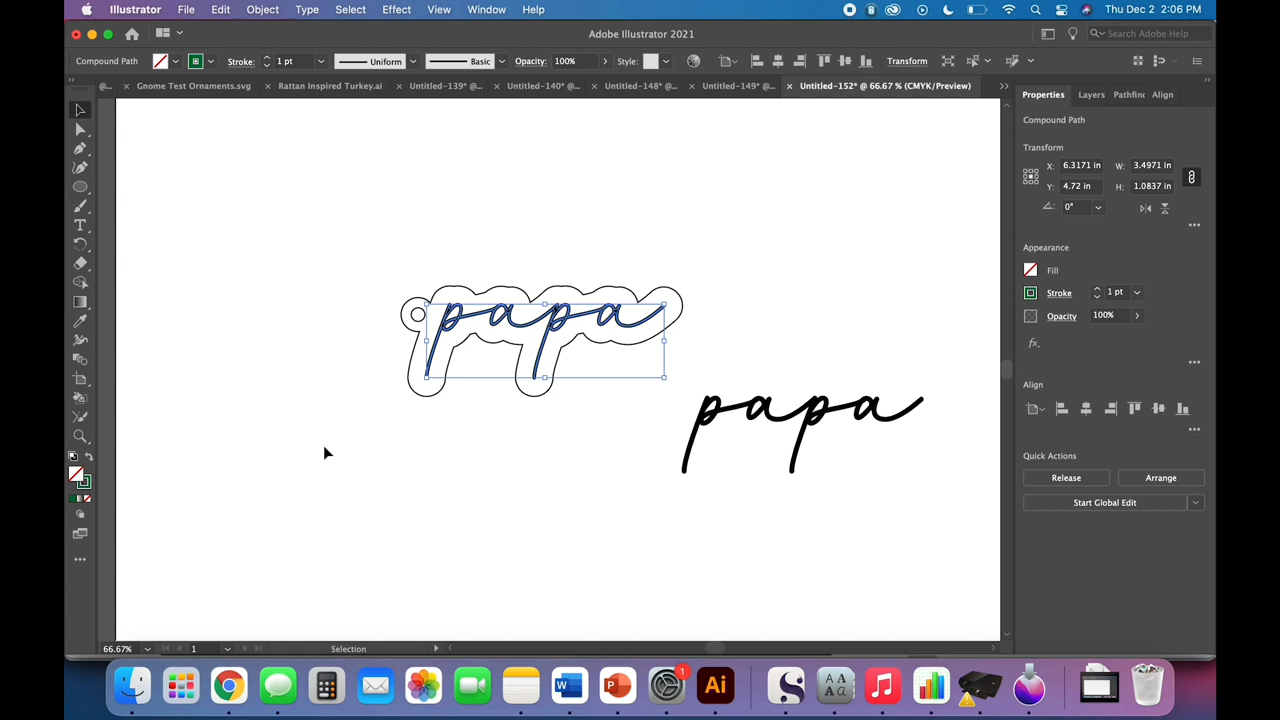 Illustrator File Edit Object Type Select Effect View Window Help Thu Dec 2 2:06 PM
Adobe Illustrator 2021 Search Adobe Help
Compound Path Stroke: 1 pt Uniform Basic Opacity: 100% Style: Transform
@... Gnome Test Ornaments.svg Rattan Inspired Turkey.ai Untitled-139* @... Untitled-140* @... Untitled-148* @... Untitled-149* @... Untitled-152* @ 66.67 % (CMYK/Preview)
Properties Layers Pathfin Align
Compound Path
Transform
X: 6.3171 in W: 3.4971 in
Y: 4.72 in H: 1.0837 in
0°
Appearance
Fill
Stroke 1 pt
Opacity 100%
fx.
papa
papa
Align
Quick Actions
Release Arrange
Start Global Edit
66.67% 1 Selection
1
W P Ai